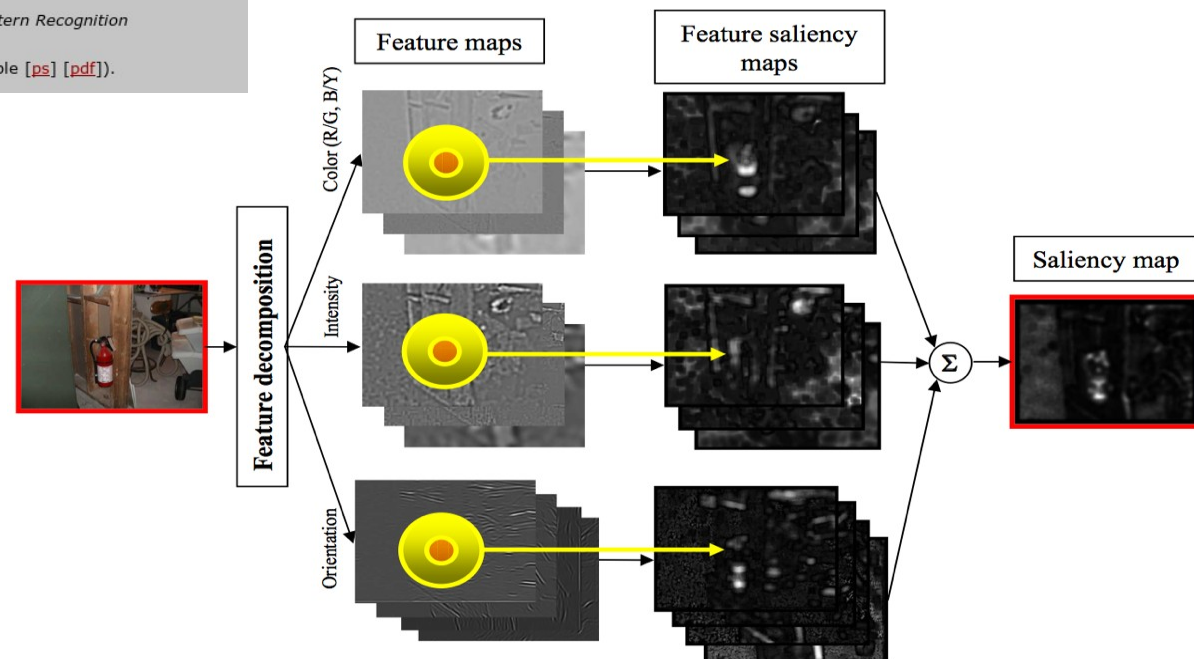 tern Recognition
ple [ps] [pdf]).
Feature maps
Feature saliency
maps
Color (R/G, B/Y)
Feature decomposition
Intensity
Saliency map
Σ
Orientation